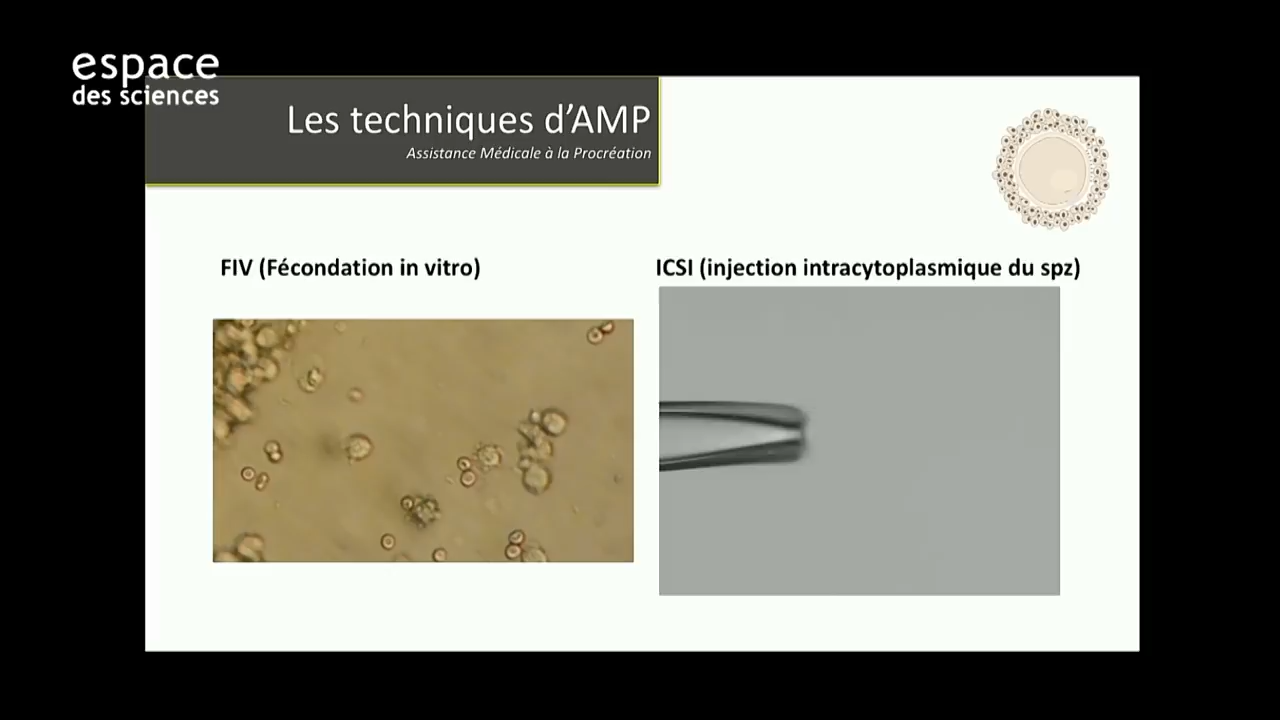 espace
des sciences
Les techniques d'AMP
Assistance Médicale à la Procréation
FIV (Fécondation in vitro)
ICSI (injection intracytoplasmique du spz)